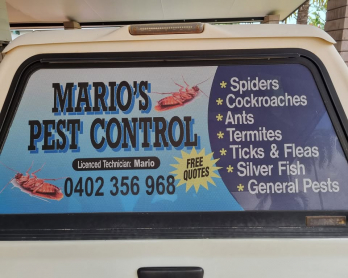 MARIO'S
PEST CONTROL
Licenced Technician: Mario
0402 356 968
FREE
QUOTES
* Spiders
* Cockroaches
* Ants
* Termites
* Ticks & Fleas
* Silver Fish
* General Pests